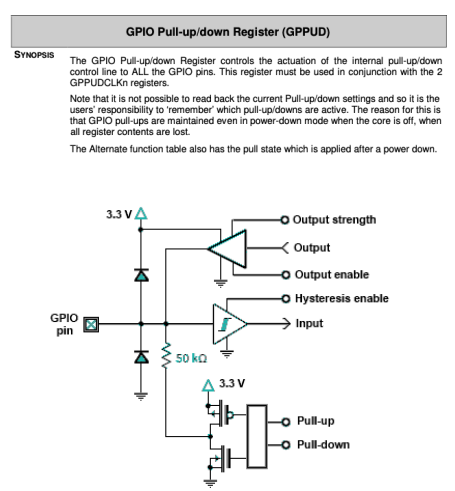 GPIO Pull-up/down Register (GPPUD)
SYNOPSIS
The GPIO Pull-up/down Register controls the actuation of the internal pull-up/down
control line to ALL the GPIO pins. This register must be used in conjunction with the 2
GPPUDCLKn registers.
Note that it is not possible to read back the current Pull-up/down settings and so it is the
users' responsibility to 'remember' which pull-up/downs are active. The reason for this is
that GPIO pull-ups are maintained even in power-down mode when the core is off, when
all register contents are lost.
The Alternate function table also has the pull state which is applied after a power down.
3.3 V
Output strength
Output
Output enable
Hysteresis enable
GPIO
pin
Input
50 kΩ
3.3 V
Pull-up
Pull-down